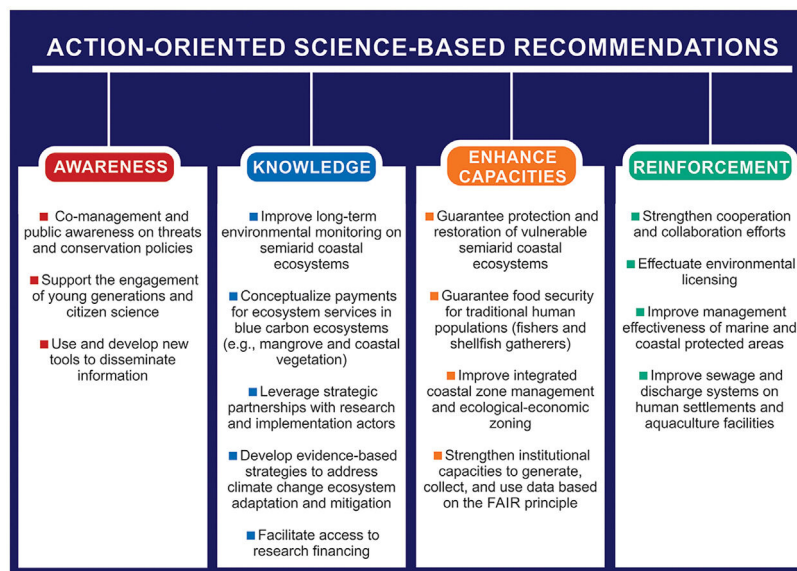 ACTION-ORIENTED SCIENCE-BASED RECOMMENDATIONS
AWARENESS
Co-management and
public awareness on threats
and conservation policies
Support the engagement
of young generations and
citizen science
Use and develop new
tools to disseminate
information
KNOWLEDGE
Improve long-term
environmental monitoring on
semiarid coastal
ecosystems
Conceptualize payments
for ecosystem services in
blue carbon ecosystems
(e.g., mangrove and coastal
vegetation)
Leverage strategic
partnerships with research
and implementation actors
Develop evidence-based
strategies to address
climate change ecosystem
adaptation and mitigation
Facilitate access to
research financing
ENHANCE
CAPACITIES
Guarantee protection and
restoration of vulnerable
semiarid coastal
ecosystems
Guarantee food security
for traditional human
populations (fishers and
shellfish gatherers)
Improve integrated
coastal zone management
and ecological-economic
zoning
Strengthen institutional
capacities to generate,
collect, and use data based
on the FAIR principle
REINFORCEMENT
Strengthen cooperation
and collaboration efforts
Effectuate environmental
licensing
Improve management
effectiveness of marine and
coastal protected areas
Improve sewage and
discharge systems on
human settlements and
aquaculture facilities